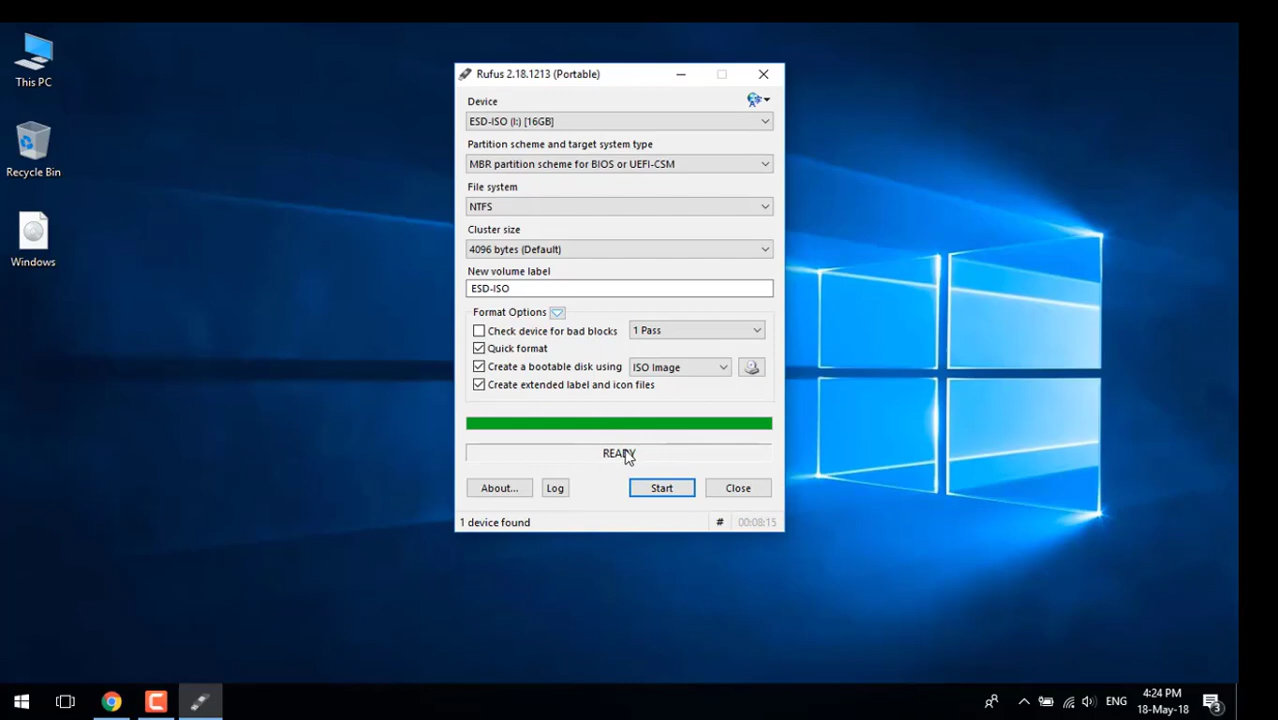 This PC
Recycle Bin
Windows
Rufus 2.18.1213 (Portable)
Device
ESD-ISO (I:) [16GB]
Partition scheme and target system type
MBR partition scheme for BIOS or UEFI-CSM
File system
NTFS
Cluster size
4096 bytes (Default)
New volume label
ESD-ISO
Format Options
Check device for bad blocks 1 Pass
Quick format
Create a bootable disk using ISO Image
Create extended label and icon files
READY
About... Log Start Close
1 device found # 00:08:15
ENG
4:24 PM
18-May-18
3